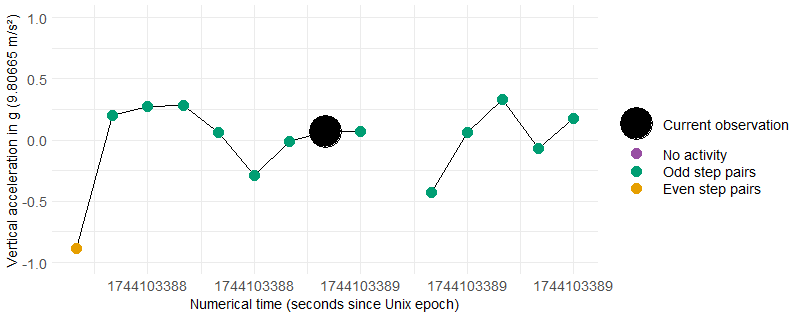 Vertical acceleration in g (9.80665 m/s²)
1.0
0.5
0.0
-0.5
-1.0
1744103388 1744103388 1744103389 1744103389 1744103389
Numerical time (seconds since Unix epoch)
Current observation
No activity
Odd step pairs
Even step pairs